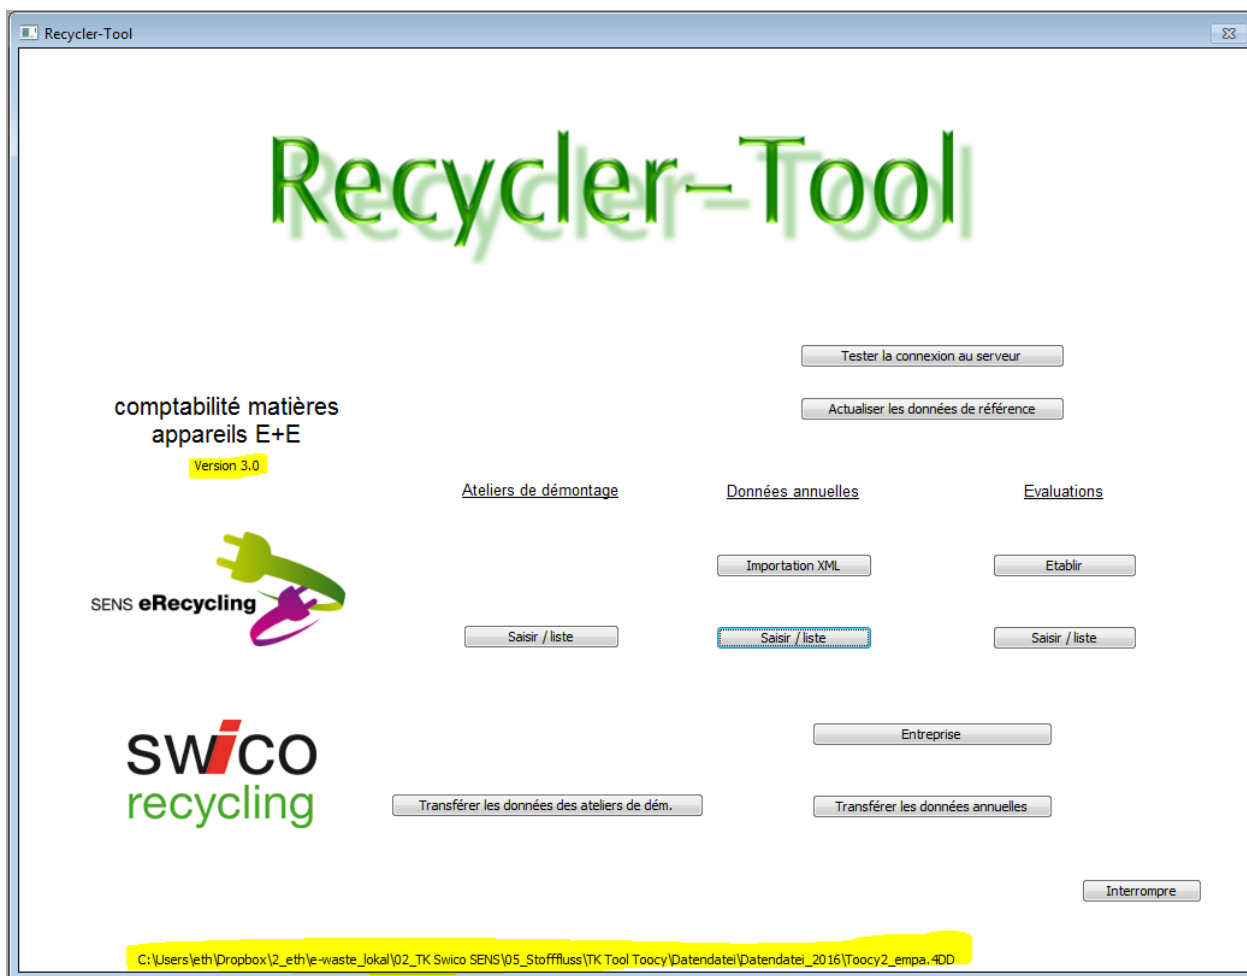 Recycler-Tool
Recycler-Tool
Tester la connexion au serveur
Actualiser les données de référence
comptabilité matières
appareils E+E
Version 3.0
Ateliers de démontage
Données annuelles
Evaluations
Importation XML
Etablir
SENS eRecycling
Saisir / liste
Saisir / liste
Saisir / liste
swico
recycling
Entreprise
Transférer les données des ateliers de dém.
Transférer les données annuelles
Interrompre
C:\Users\eth\Dropbox\2_eth\e-waste_lokal\02_TK Swico SENS\05_Stofffluss\TK Tool Toocy\Datendatei\Datendatei_2016\Toocy2_empa.4DD